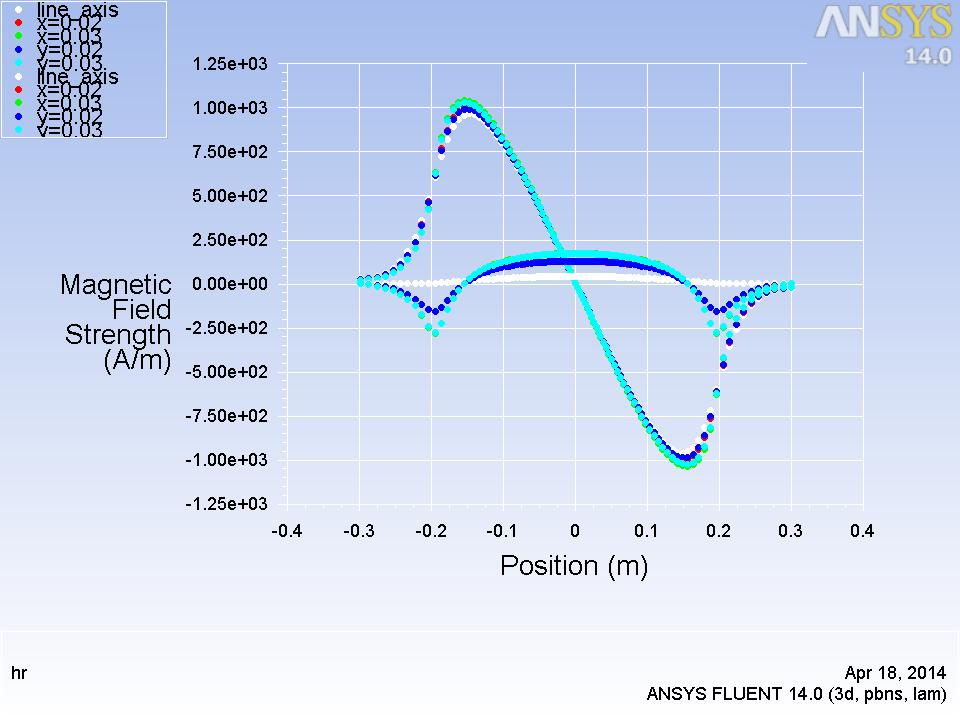 line_axis
x=0.02
x=0.03
y=0.02
y=0.03
line_axis
x=0.02
x=0.03
y=0.02
y=0.03
ANSYS
14.0
1.25e+03
1.00e+03
7.50e+02
5.00e+02
2.50e+02
0.00e+00
-2.50e+02
-5.00e+02
-7.50e+02
-1.00e+03
-1.25e+03
Magnetic
Field
Strength
(A/m)
-0.4 -0.3 -0.2 -0.1 0 0.1 0.2 0.3 0.4
Position (m)
hr
Apr 18, 2014
ANSYS FLUENT 14.0 (3d, pbns, lam)